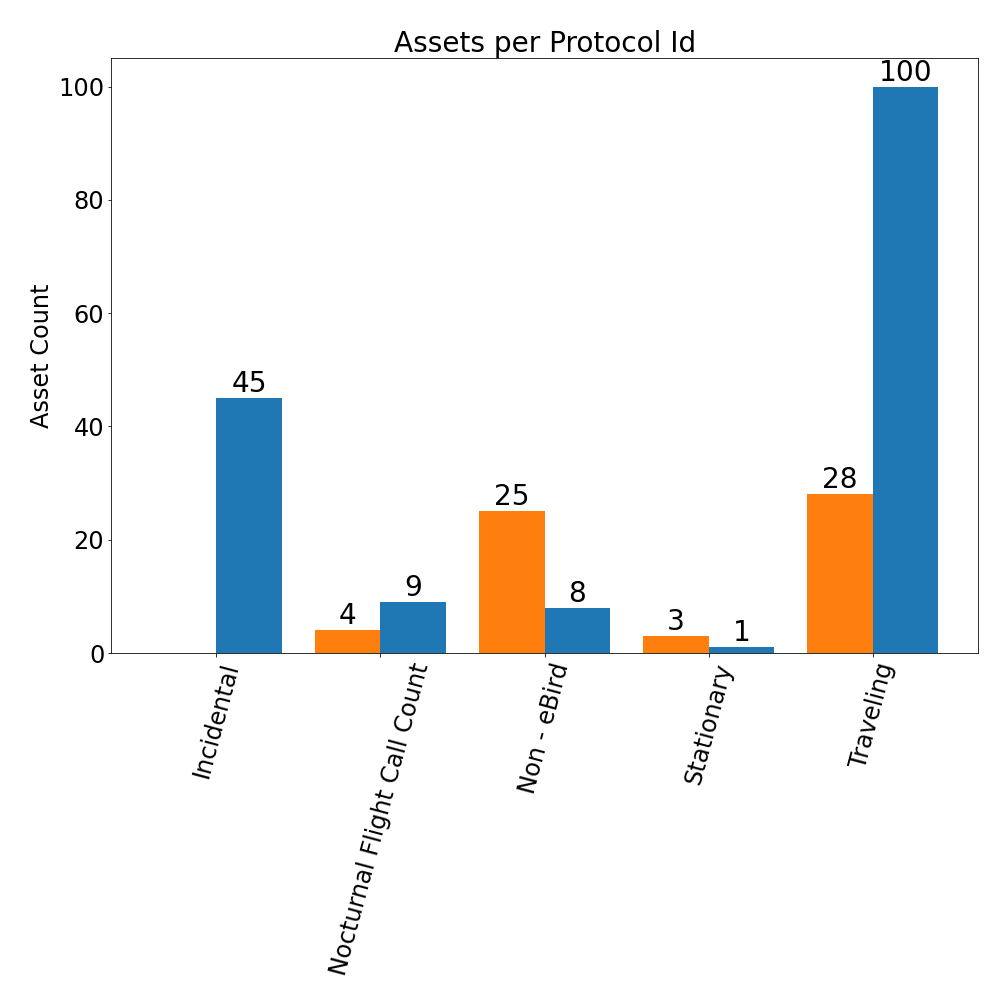 Assets per Protocol Id
Asset Count
100
80
60
40
20
0
45
4
9
25
8
3
1
28
100
Incidental
Nocturnal Flight Call Count
Non - eBird
Stationary
Traveling